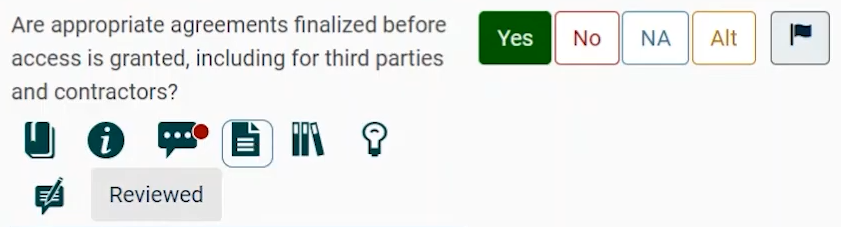 Are appropriate agreements finalized before
access is granted, including for third parties
and contractors?
Yes
No
NA
Alt
Reviewed